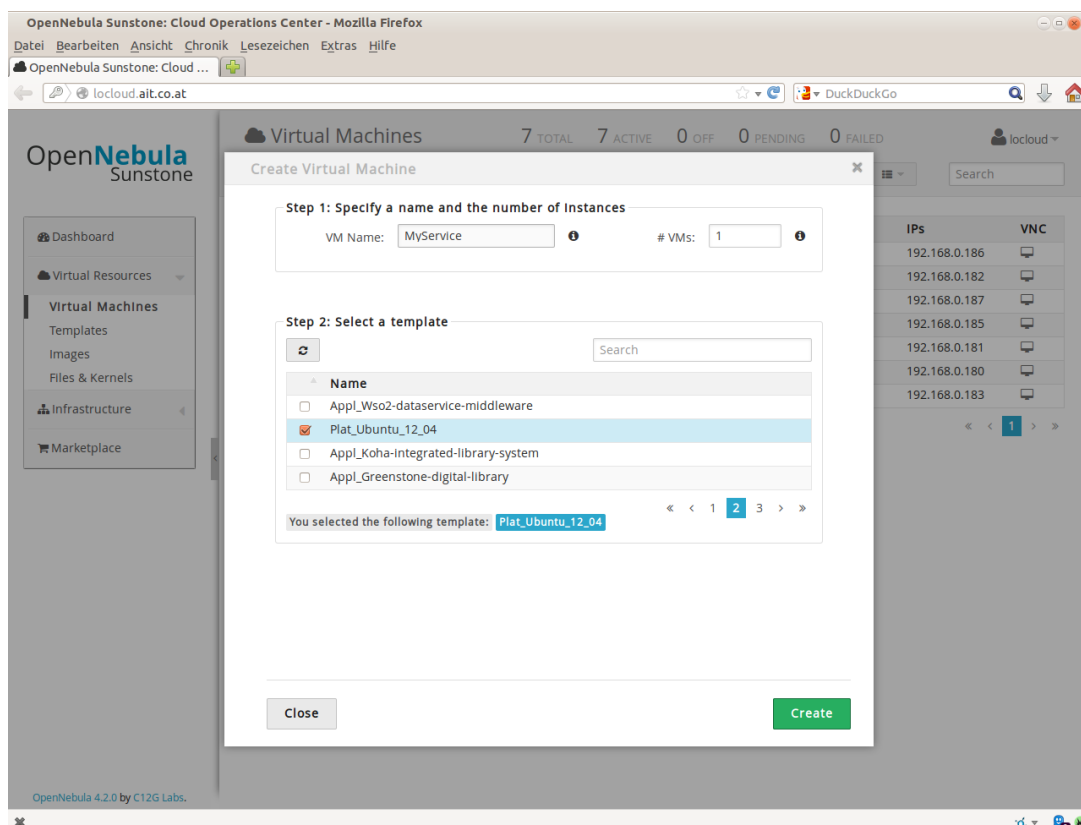 OpenNebula Sunstone: Cloud Operations Center - Mozilla Firefox
Datei Bearbeiten Ansicht Chronik Lesezeichen Extras Hilfe
OpenNebula Sunstone: Cloud ...
locloud.ait.co.at
DuckDuckGo
OpenNebula
Sunstone
Virtual Machines 7 TOTAL 7 ACTIVE 0 OFF 0 PENDING 0 FAILED
locloud
Search
Dashboard
Virtual Resources
Virtual Machines
Templates
Images
Files & Kernels
Infrastructure
Marketplace
Create Virtual Machine
Step 1: Specify a name and the number of instances
VM Name: MyService # VMs: 1
Step 2: Select a template
Search
Name
Appl_Wso2-dataservice-middleware
Plat_Ubuntu_12_04
Appl_Koha-integrated-library-system
Appl_Greenstone-digital-library
« < 1 2 3 > »
You selected the following template: Plat_Ubuntu_12_04
Close Create
IPs VNC
192.168.0.186
192.168.0.182
192.168.0.187
192.168.0.185
192.168.0.181
192.168.0.180
192.168.0.183
« < 1 > »
OpenNebula 4.2.0 by C12G Labs.